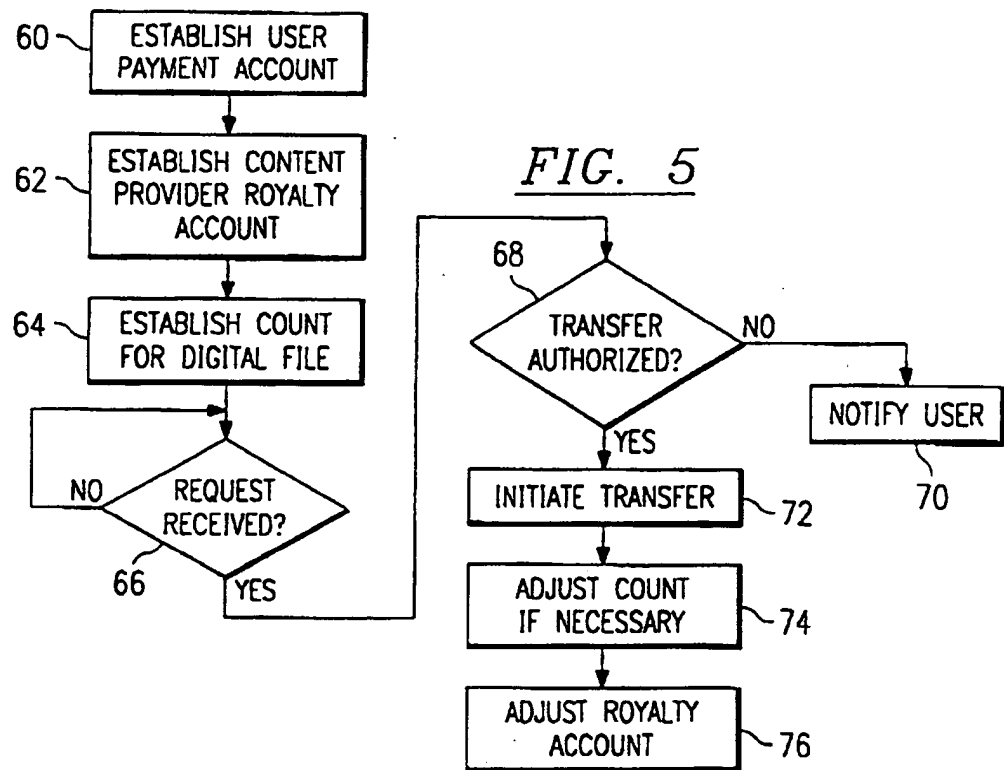 60
ESTABLISH USER
PAYMENT ACCOUNT
62
ESTABLISH CONTENT
PROVIDER ROYALTY
ACCOUNT
64
ESTABLISH COUNT
FOR DIGITAL FILE
NO
REQUEST
RECEIVED?
66
YES
FIG. 5
68
TRANSFER
AUTHORIZED?
NO
NOTIFY USER
70
YES
INITIATE TRANSFER
72
ADJUST COUNT
IF NECESSARY
74
ADJUST ROYALTY
ACCOUNT
76